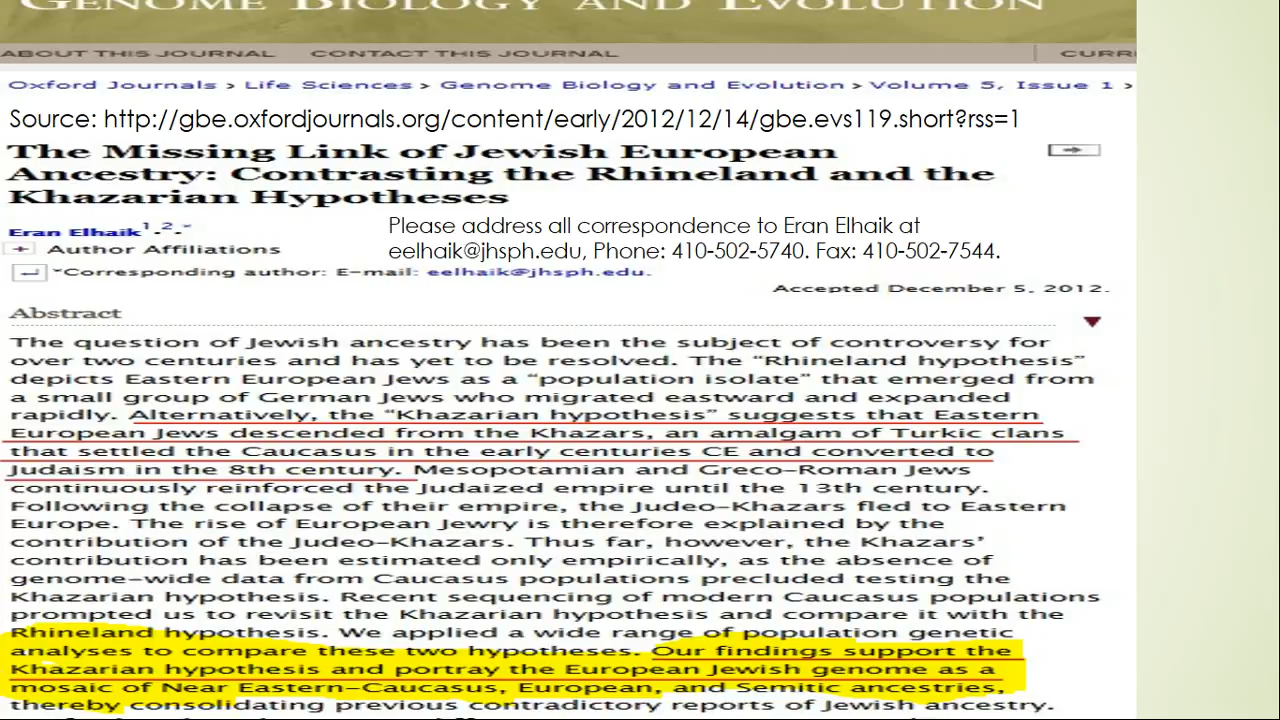 GENOME BIOLOGY AND EVOLUTION
ABOUT THIS JOURNAL CONTACT THIS JOURNAL CURR
Oxford Journals > Life Sciences > Genome Biology and Evolution > Volume 5, Issue 1 >
Source: http://gbe.oxfordjournals.org/content/early/2012/12/14/gbe.evs119.short?rss=1
The Missing Link of Jewish European
Ancestry: Contrasting the Rhineland and the
Khazarian Hypotheses
Eran Elhaik1,2,*
+ Author Affiliations
Please address all correspondence to Eran Elhaik at
eelhaik@jhsph.edu, Phone: 410-502-5740. Fax: 410-502-7544.
*Corresponding author: E-mail: eelhaik@jhsph.edu.
Accepted December 5, 2012.
Abstract
The question of Jewish ancestry has been the subject of controversy for
over two centuries and has yet to be resolved. The “Rhineland hypothesis”
depicts Eastern European Jews as a “population isolate” that emerged from
a small group of German Jews who migrated eastward and expanded
rapidly. Alternatively, the “Khazarian hypothesis” suggests that Eastern
European Jews descended from the Khazars, an amalgam of Turkic clans
that settled the Caucasus in the early centuries CE and converted to
Judaism in the 8th century. Mesopotamian and Greco–Roman Jews
continuously reinforced the Judaized empire until the 13th century.
Following the collapse of their empire, the Judeo–Khazars fled to Eastern
Europe. The rise of European Jewry is therefore explained by the
contribution of the Judeo–Khazars. Thus far, however, the Khazars’
contribution has been estimated only empirically, as the absence of
genome–wide data from Caucasus populations precluded testing the
Khazarian hypothesis. Recent sequencing of modern Caucasus populations
prompted us to revisit the Khazarian hypothesis and compare it with the
Rhineland hypothesis. We applied a wide range of population genetic
analyses to compare these two hypotheses. Our findings support the
Khazarian hypothesis and portray the European Jewish genome as a
mosaic of Near Eastern–Caucasus, European, and Semitic ancestries,
thereby consolidating previous contradictory reports of Jewish ancestry.